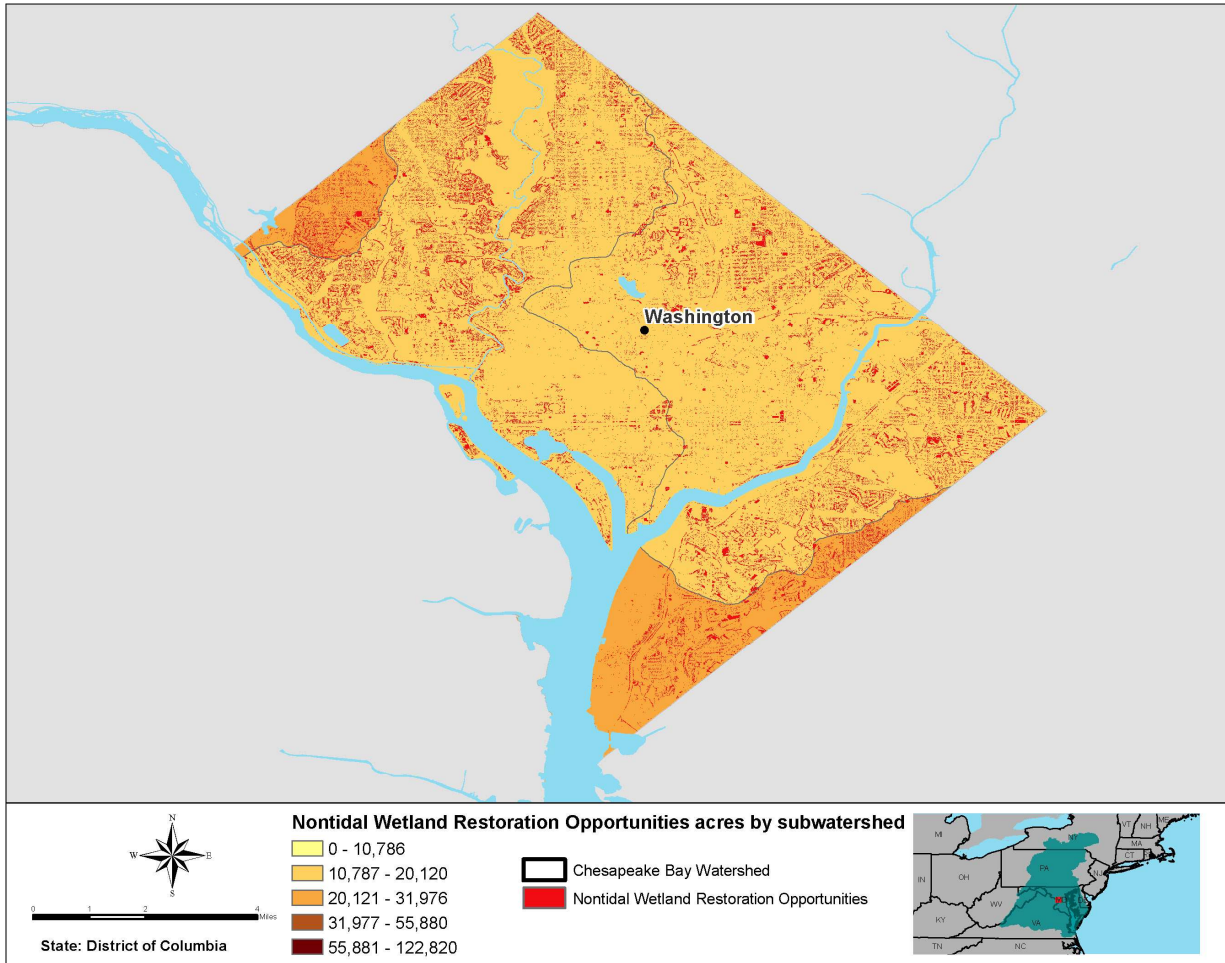 Washington
N
W
E
S
0
1
2
4
Miles
State: District of Columbia
Nontidal Wetland Restoration Opportunities acres by subwatershed
0 - 10,786
10,787 - 20,120
20,121 - 31,976
31,977 - 55,880
55,881 - 122,820
Chesapeake Bay Watershed
Nontidal Wetland Restoration Opportunities
MI
VT
NH
ME
NY
MA
CT
PA
NJ
IN
OH
WV
VA
KY
TN
NC